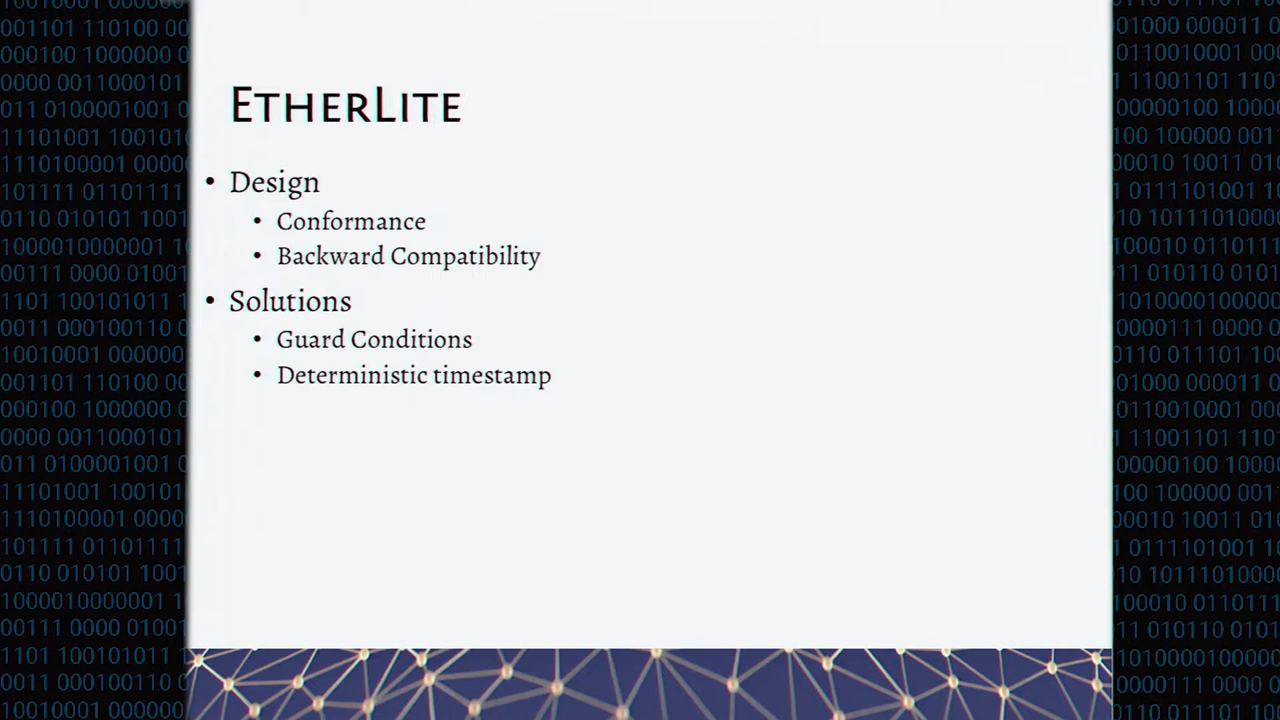 EtherLite
• Design
• Conformance
• Backward Compatibility
• Solutions
• Guard Conditions
• Deterministic timestamp